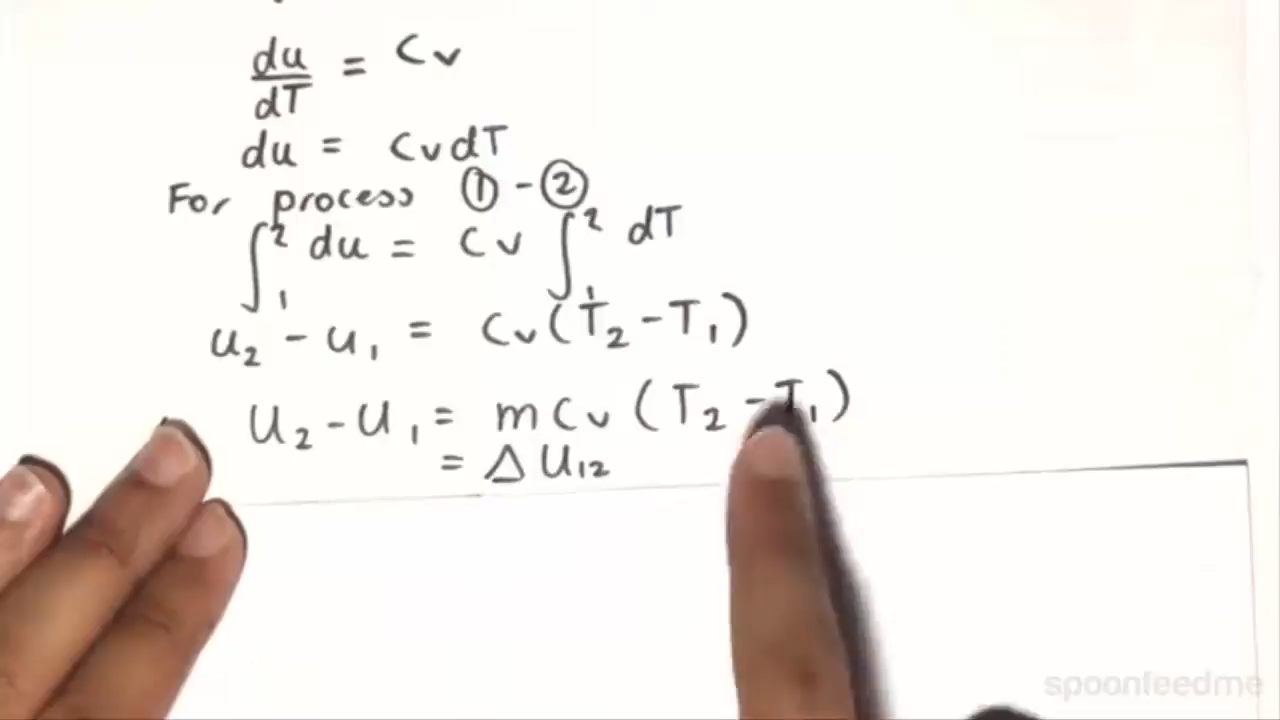 du/dT = Cv
du = CvdT
For process ① - ②
∫₁² du = Cv ∫₁² dT
u₂ - u₁ = Cv(T₂ - T₁)
U₂ - U₁ = mCv(T₂ - T₁)
= ΔU₁₂
spoonfeedme